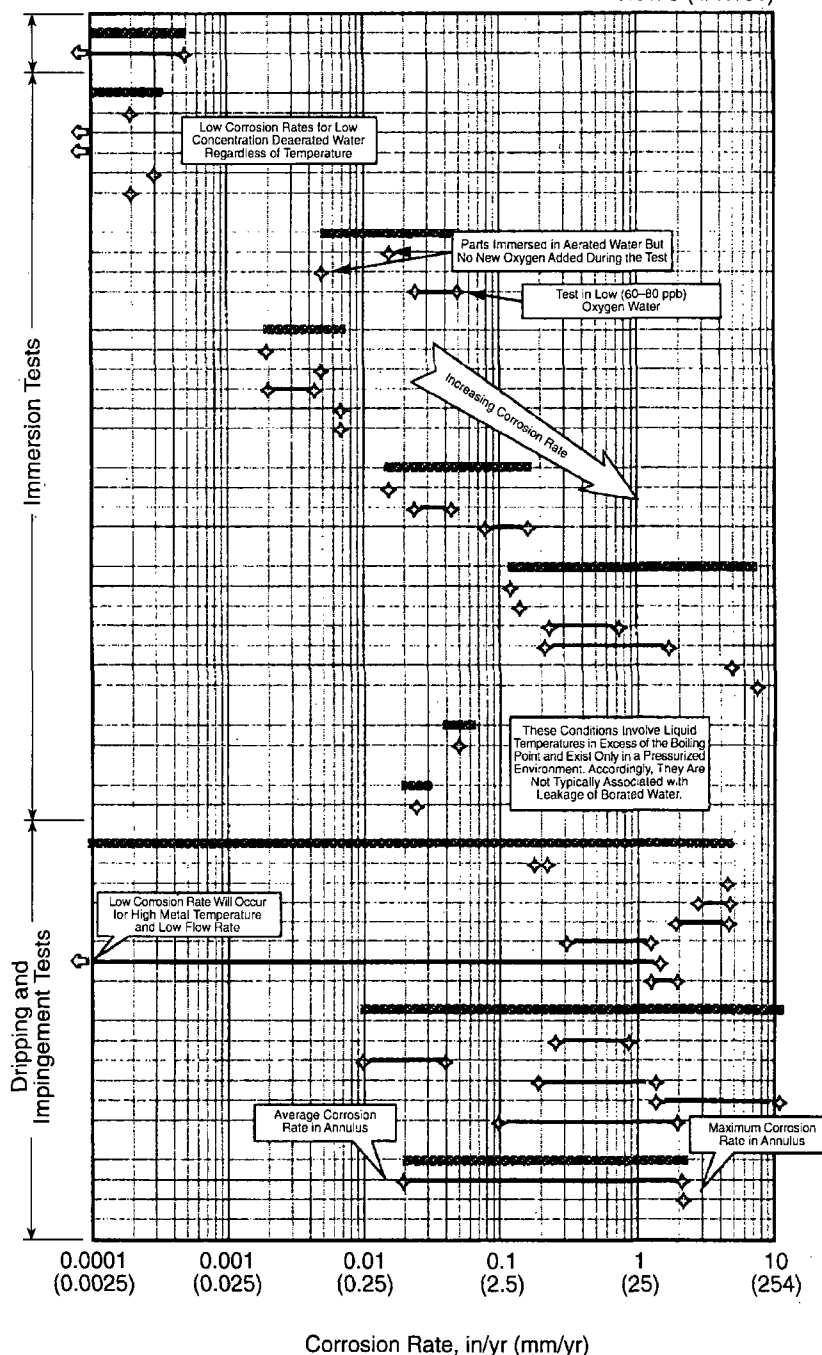 Immersion Tests
Low Corrosion Rates for Low
Concentration Deaerated Water
Regardless of Temperature
Parts Immersed in Aerated Water But
No New Oxygen Added During the Test
Test in Low (60–80 ppb)
Oxygen Water
Increasing Corrosion Rate
These Conditions Involve Liquid
Temperatures in Excess of the Boiling
Point and Exist Only in a Pressurized
Environment. Accordingly, They Are
Not Typically Associated with
Leakage of Borated Water.
Dripping and
Impingement Tests
Low Corrosion Rate Will Occur
for High Metal Temperature
and Low Flow Rate
Average Corrosion
Rate in Annulus
Maximum Corrosion
Rate in Annulus
0.0001 0.001 0.01 0.1 1 10
(0.0025) (0.025) (0.25) (2.5) (25) (254)
Corrosion Rate, in/yr (mm/yr)